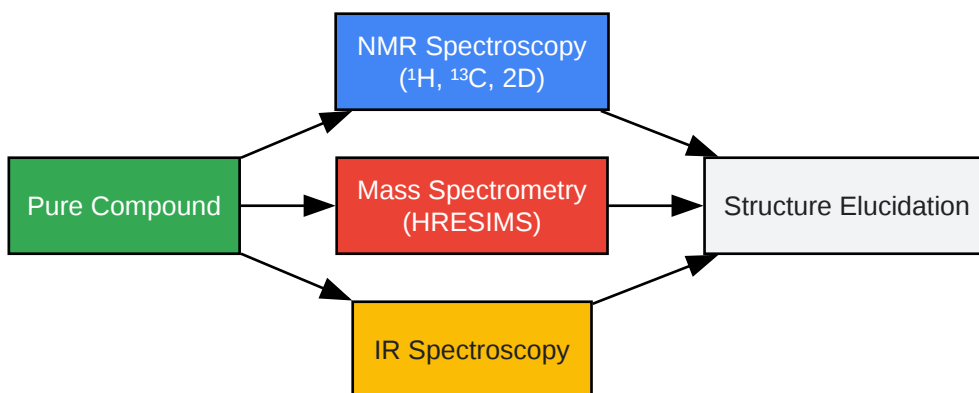 NMR Spectroscopy
(¹H, ¹³C, 2D)
Pure Compound
Mass Spectrometry
(HRESIMS)
Structure Elucidation
IR Spectroscopy